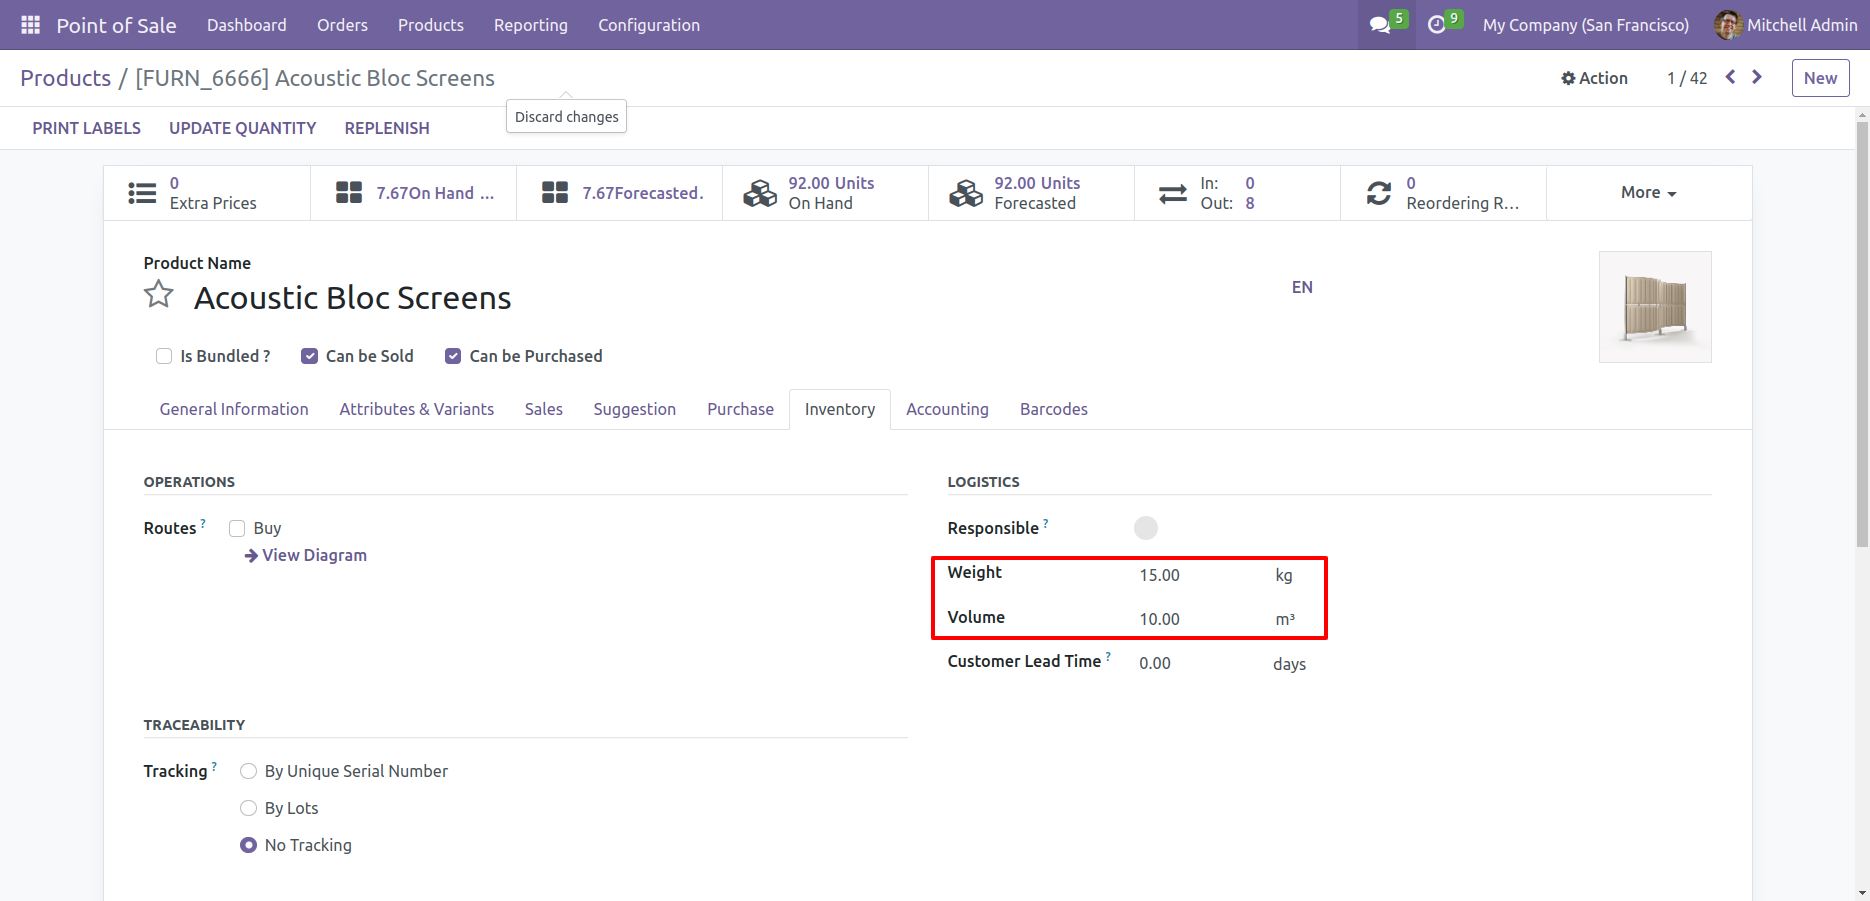 Point of Sale Dashboard Orders Products Reporting Configuration 5 9 My Company (San Francisco) Mitchell Admin
Products / [FURN_6666] Acoustic Bloc Screens Action 1 / 42 New
Discard changes
PRINT LABELS UPDATE QUANTITY REPLENISH
0 Extra Prices
7.67On Hand ...
7.67Forecasted.
92.00 Units On Hand
92.00 Units Forecasted
In: 0
Out: 8
0 Reordering R...
More
Product Name
Acoustic Bloc Screens EN
Is Bundled ? Can be Sold Can be Purchased
General Information Attributes & Variants Sales Suggestion Purchase Inventory Accounting Barcodes
OPERATIONS
Routes ? Buy
View Diagram
LOGISTICS
Responsible ?
Weight 15.00 kg
Volume 10.00 m³
Customer Lead Time ? 0.00 days
TRACEABILITY
Tracking ? By Unique Serial Number
By Lots
No Tracking